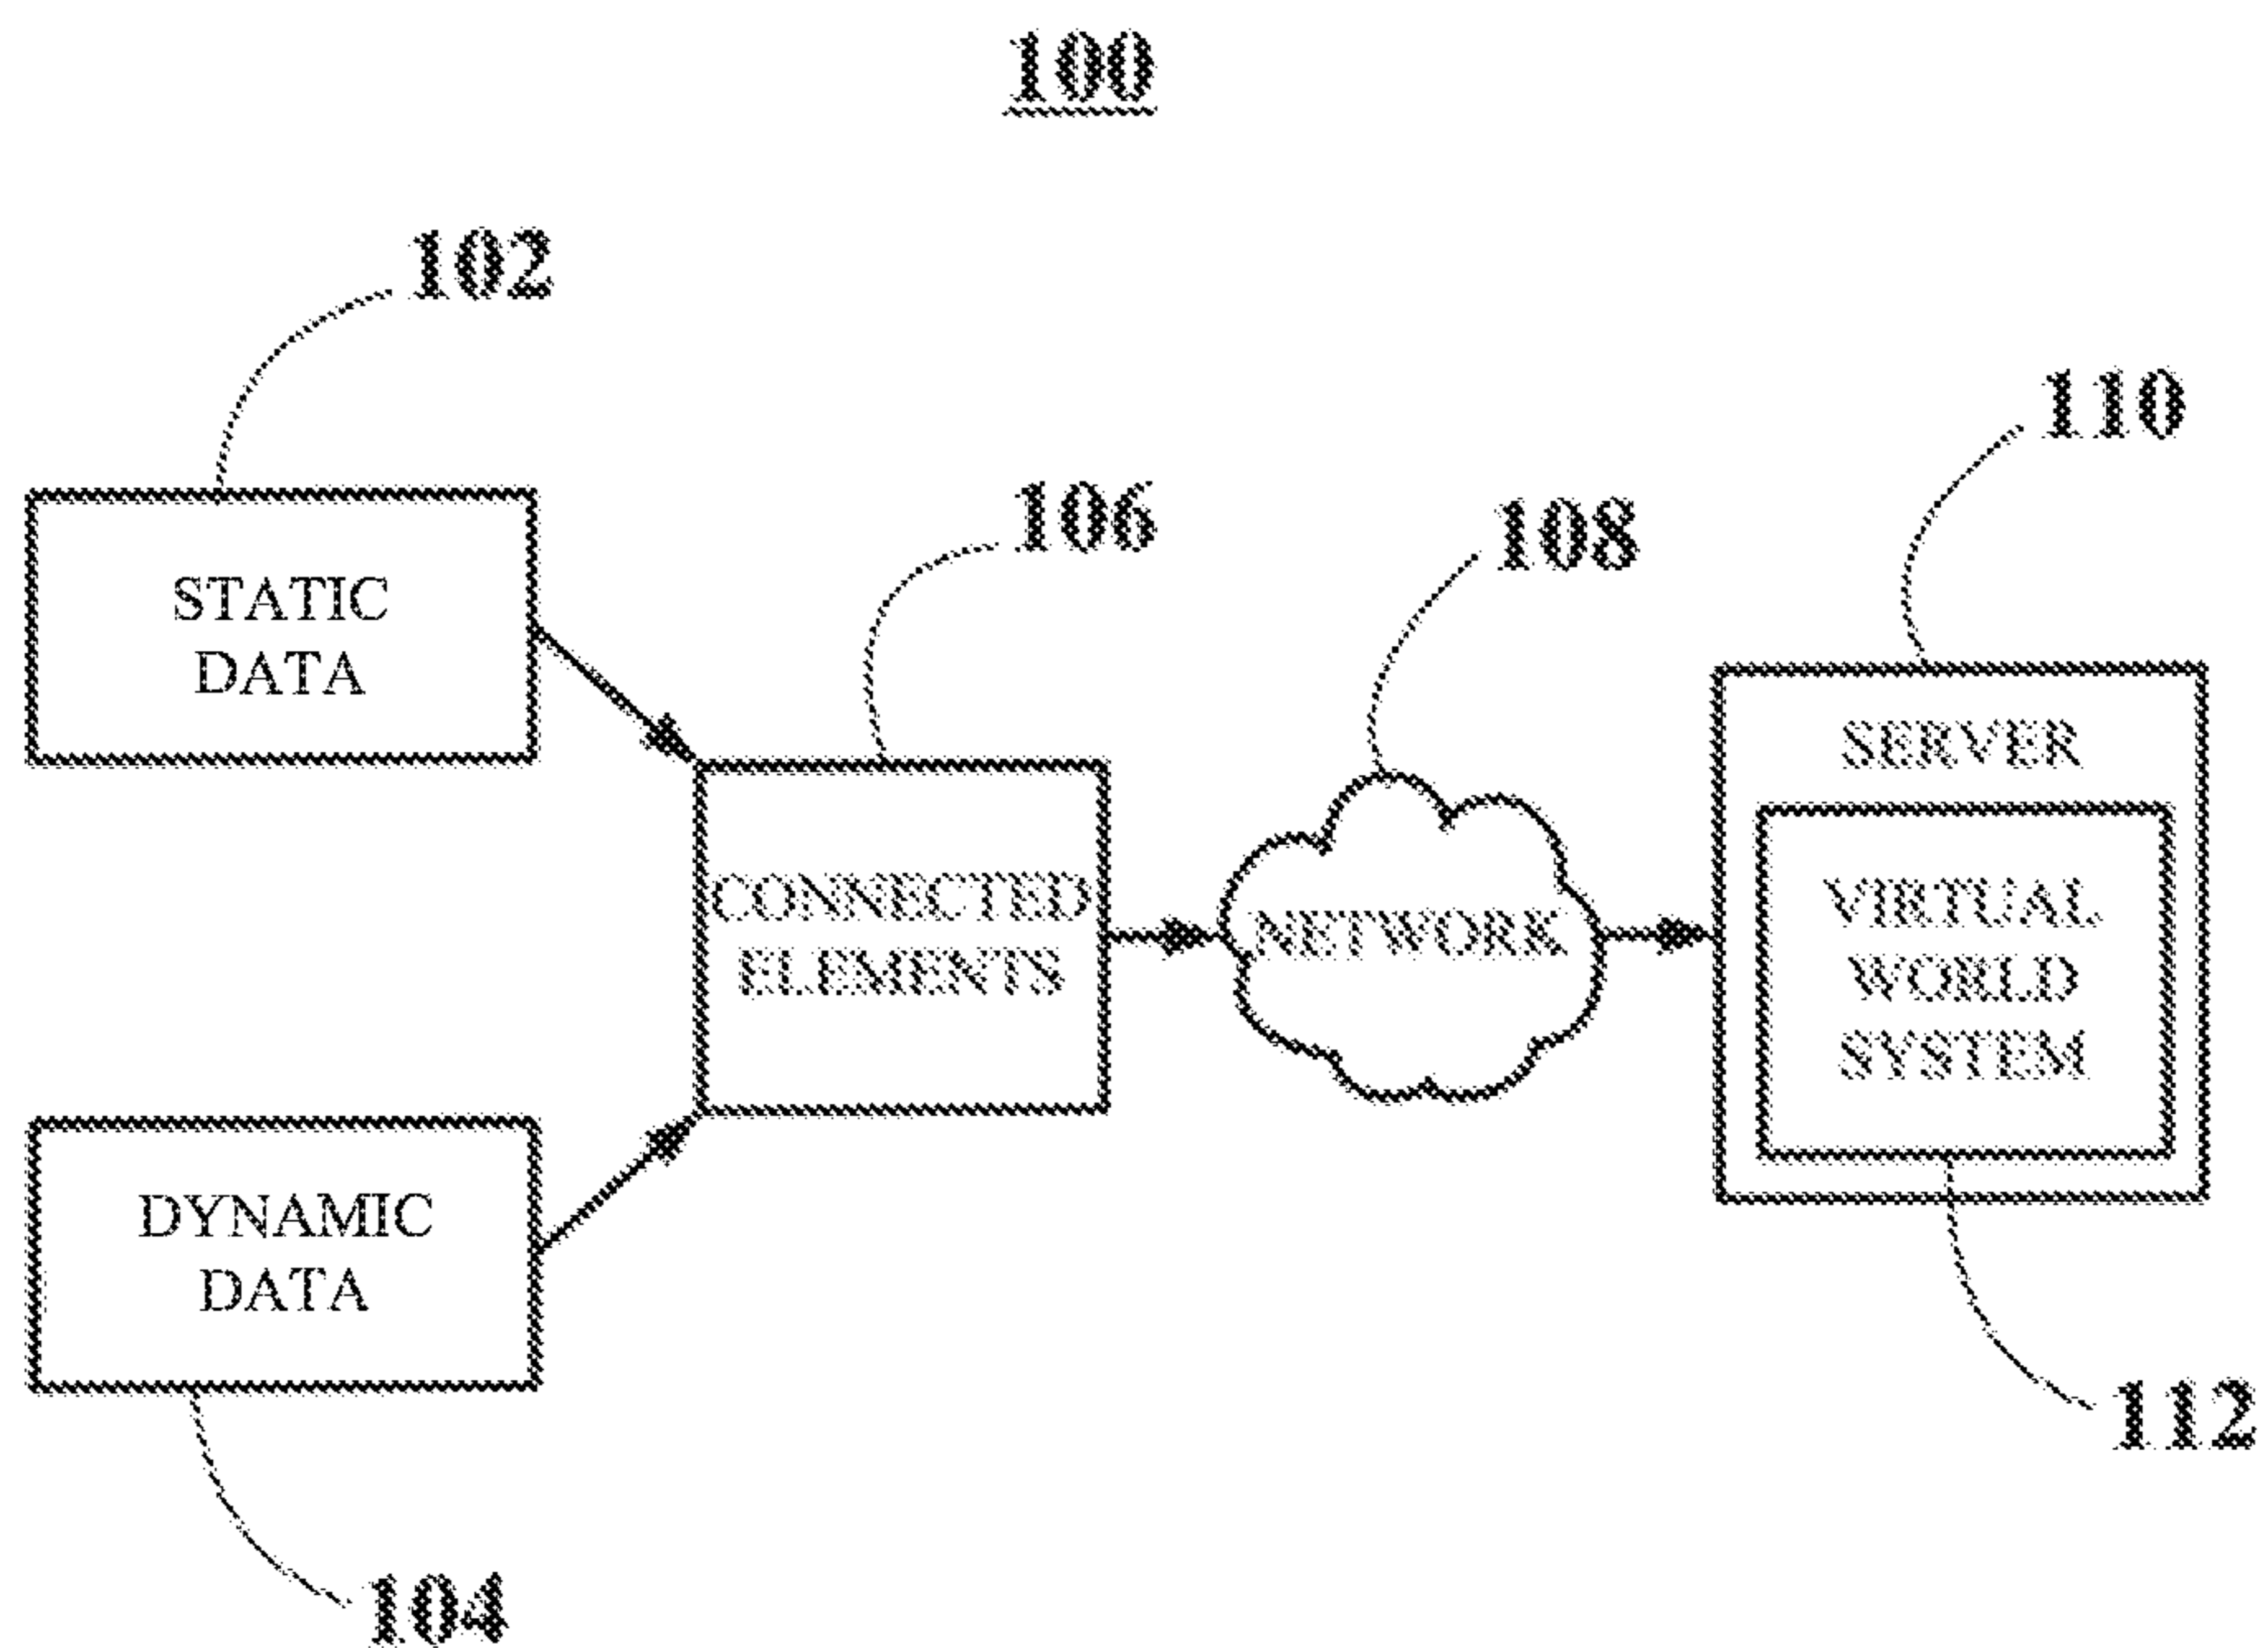 100
102
110
106
108
STATIC
DATA
SERVER
CONNECTED
ELEMENTS
NETWORK
VIRTUAL
WORLD
SYSTEM
DYNAMIC
DATA
112
104